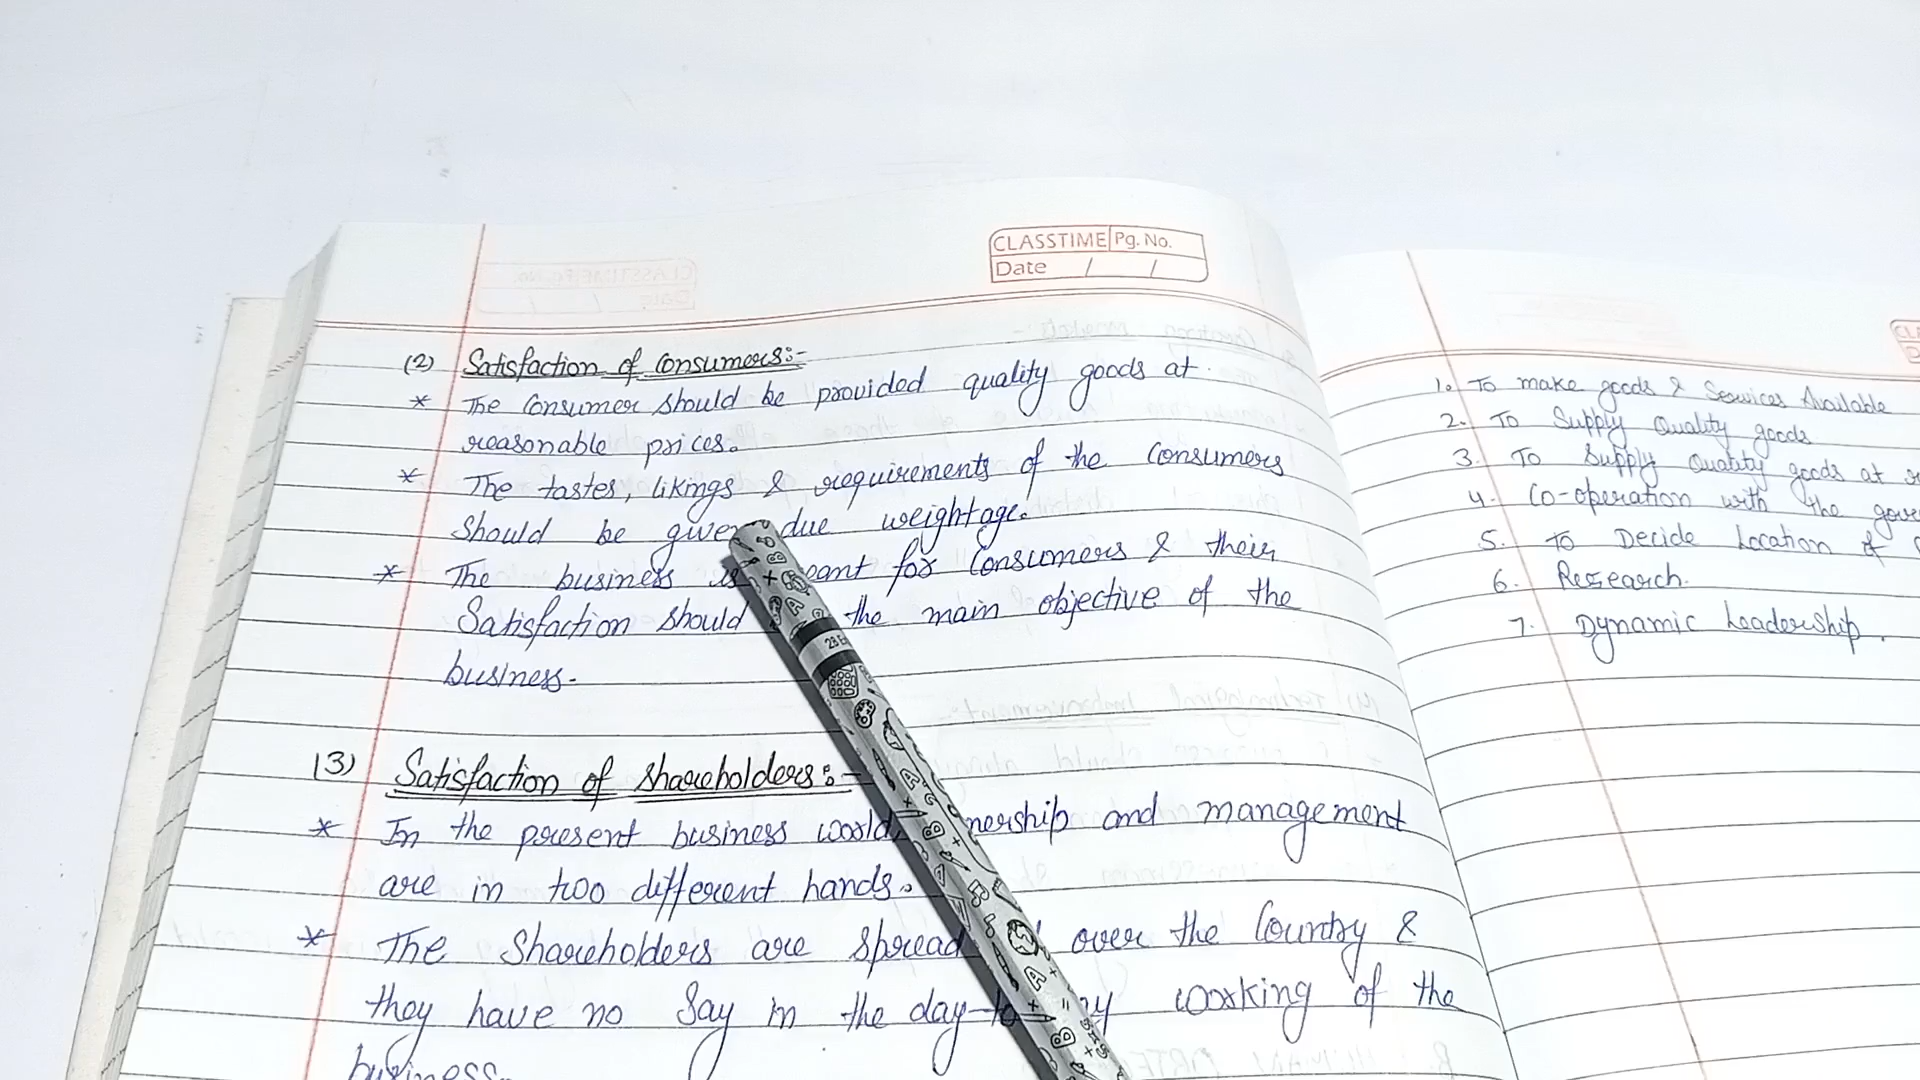 CLASSTIME Pg. No.
Date / /
(2) Satisfaction of Consumers:-
* The Consumer should be provided quality goods at
reasonable prices.
* The tastes, likings & requirements of the Consumers
should be given due weightage.
* The business is for Consumers & their
Satisfaction should the main objective of the
business.
(3) Satisfaction of shareholders:-
* In the present business world, and management
are in two different hands.
* The Shareholders are spread over the Country &
they have no say in the day-to working of the
business.
1. To make goods & Services Available
2. To Supply Quality goods
3. To Supply Quality goods at
4. Co-operation with the
5. To Decide Location of
6. Research.
7. Dynamic Leadership.